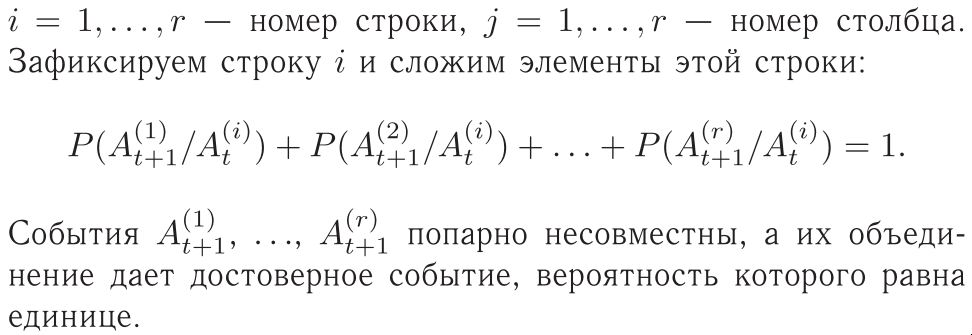 i = 1, . . . , r — номер строки, j = 1, . . . , r — номер столбца.
Зафиксируем строку i и сложим элементы этой строки:
P(A_{t+1}^{(1)}/A_t^{(i)}) + P(A_{t+1}^{(2)}/A_t^{(i)}) + . . . + P(A_{t+1}^{(r)}/A_t^{(i)}) = 1.
События A_{t+1}^{(1)}, . . ., A_{t+1}^{(r)} попарно несовместны, а их объеди-
нение дает достоверное событие, вероятность которого равна
единице.